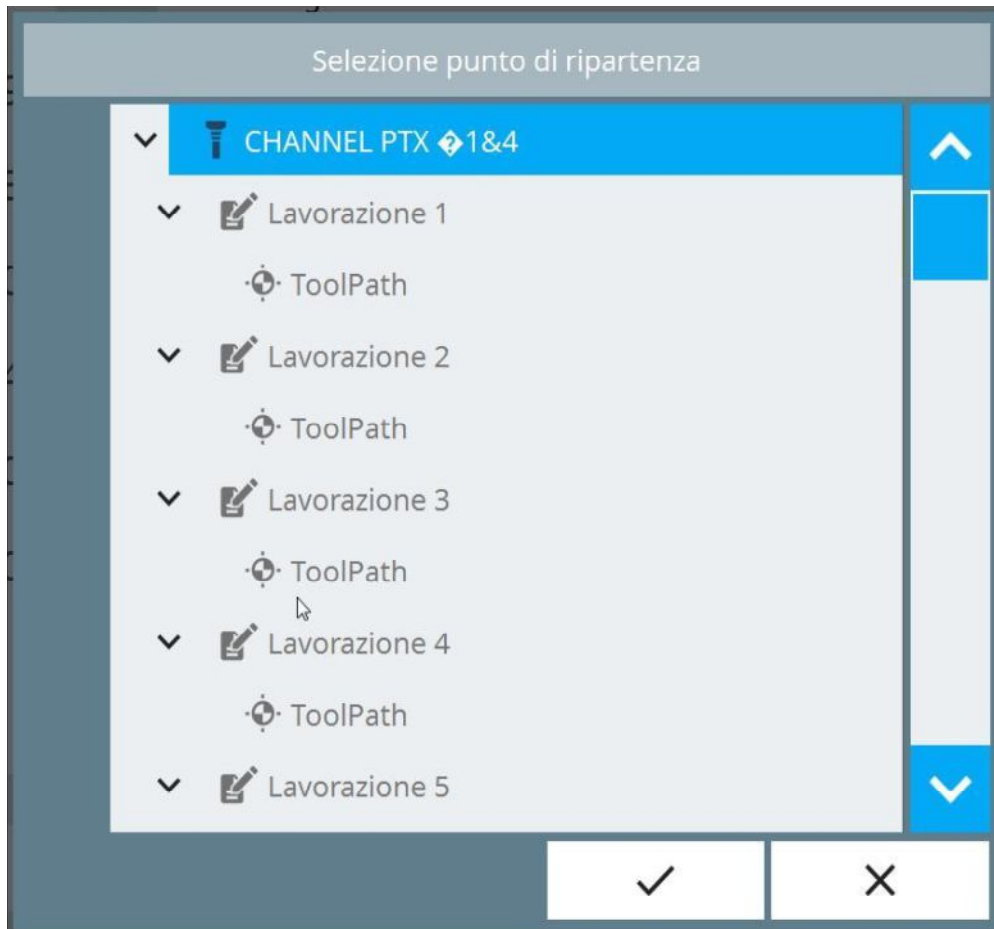 Selezione punto di ripartenza
CHANNEL PTX �1&4
Lavorazione 1
ToolPath
Lavorazione 2
ToolPath
Lavorazione 3
ToolPath
Lavorazione 4
ToolPath
Lavorazione 5